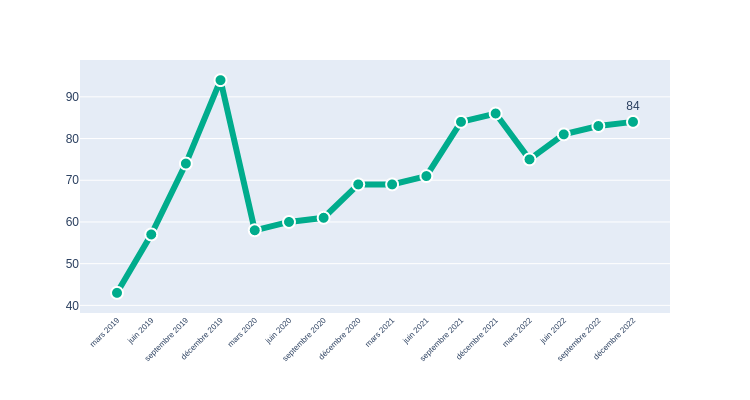 84
90
80
70
60
50
40
mars 2019
juin 2019
septembre 2019
décembre 2019
mars 2020
juin 2020
septembre 2020
décembre 2020
mars 2021
juin 2021
septembre 2021
décembre 2021
mars 2022
juin 2022
septembre 2022
décembre 2022